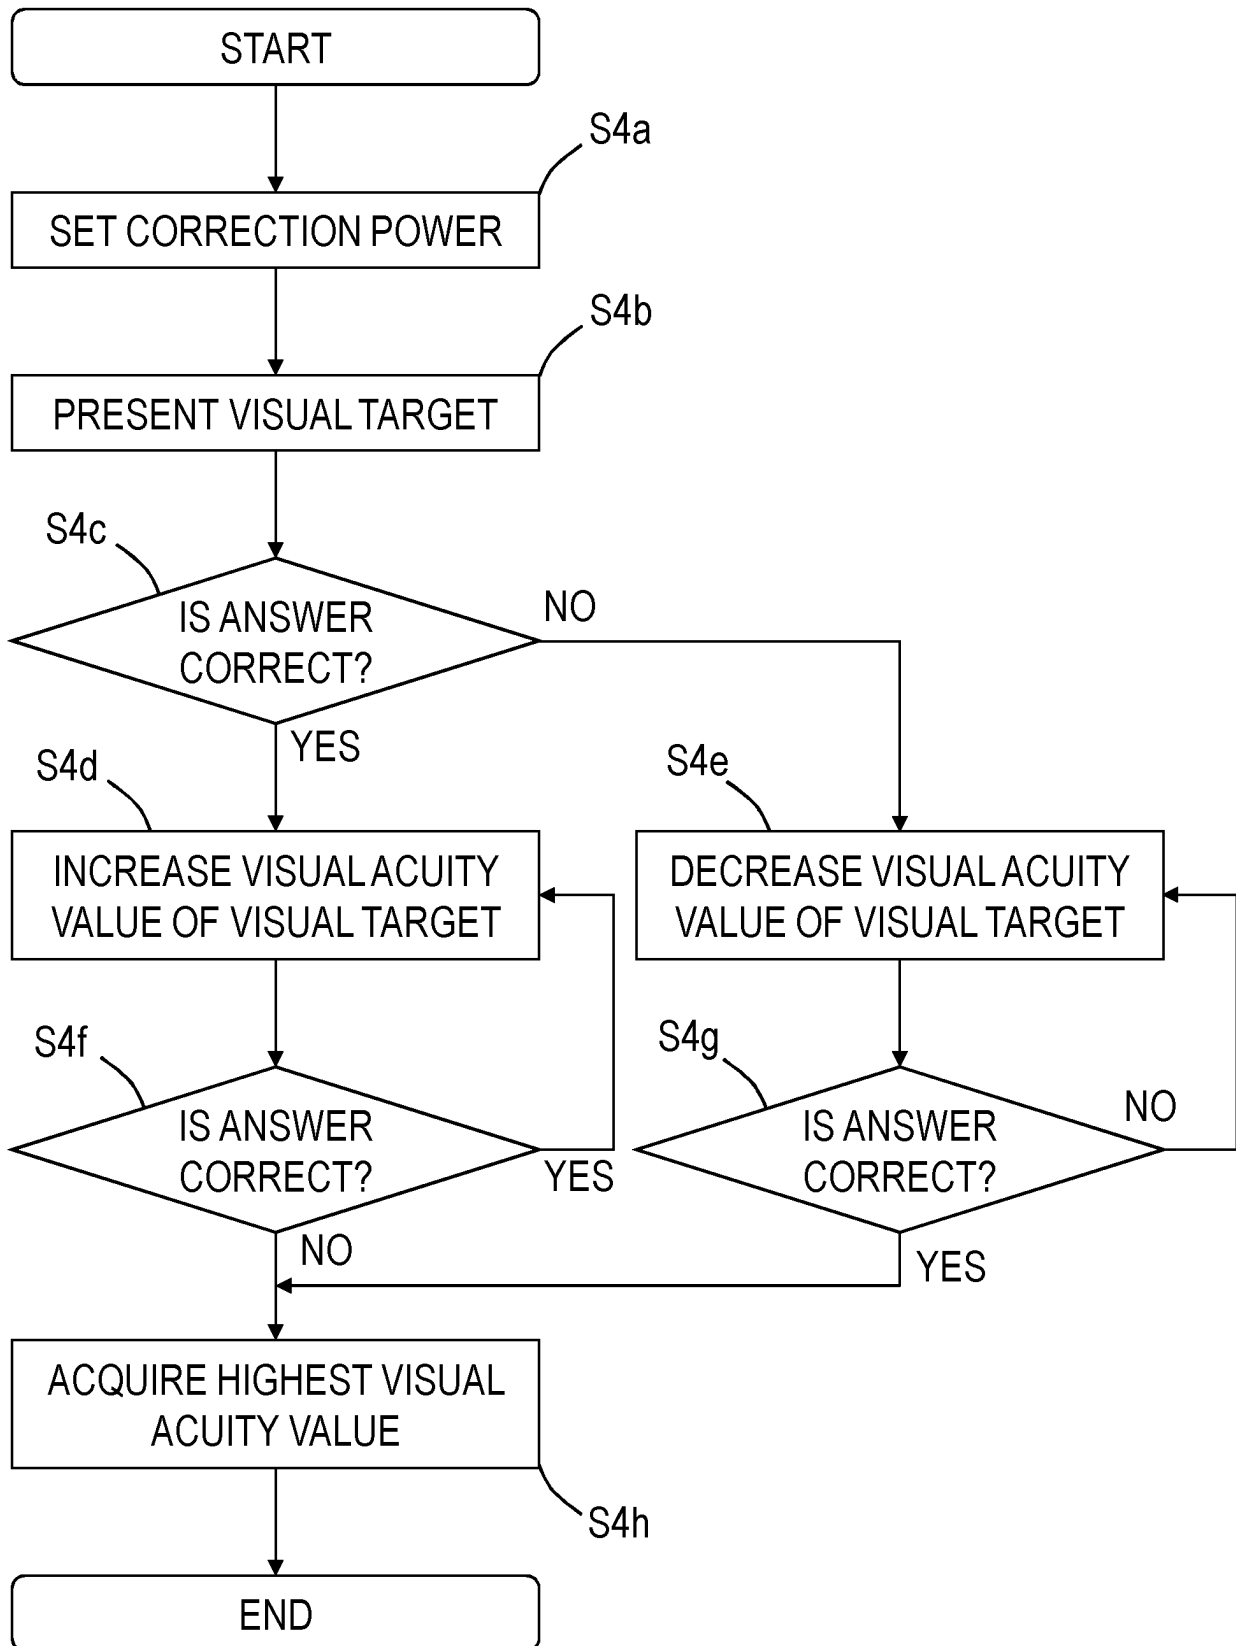 START
S4a
SET CORRECTION POWER
S4b
PRESENT VISUAL TARGET
S4c
IS ANSWER
CORRECT?
NO
YES
S4d
INCREASE VISUAL ACUITY
VALUE OF VISUAL TARGET
S4e
DECREASE VISUAL ACUITY
VALUE OF VISUAL TARGET
S4f
IS ANSWER
CORRECT?
YES
NO
S4g
IS ANSWER
CORRECT?
NO
YES
ACQUIRE HIGHEST VISUAL
ACUITY VALUE
S4h
END